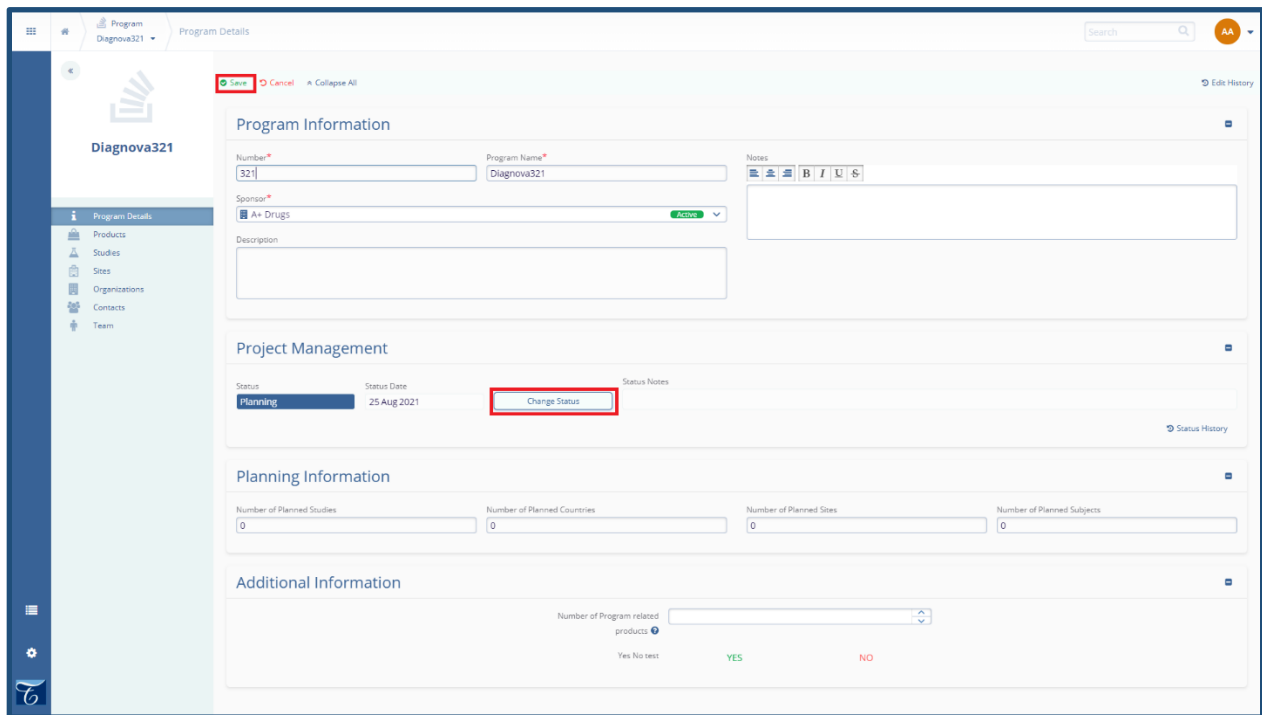 Program
Diagnova321
Program Details
Search
AA
Save Cancel Collapse All
Edit History
Diagnova321
Program Details
Products
Studies
Sites
Organizations
Contacts
Team
Program Information
Number*
Program Name*
Notes
321
Diagnova321
B I U S
Sponsor*
A+ Drugs
Active
Description
Project Management
Status
Status Date
Status Notes
Planning
25 Aug 2021
Change Status
Status History
Planning Information
Number of Planned Studies
Number of Planned Countries
Number of Planned Sites
Number of Planned Subjects
0
0
0
0
Additional Information
Number of Program related
products
Yes No test
YES
NO